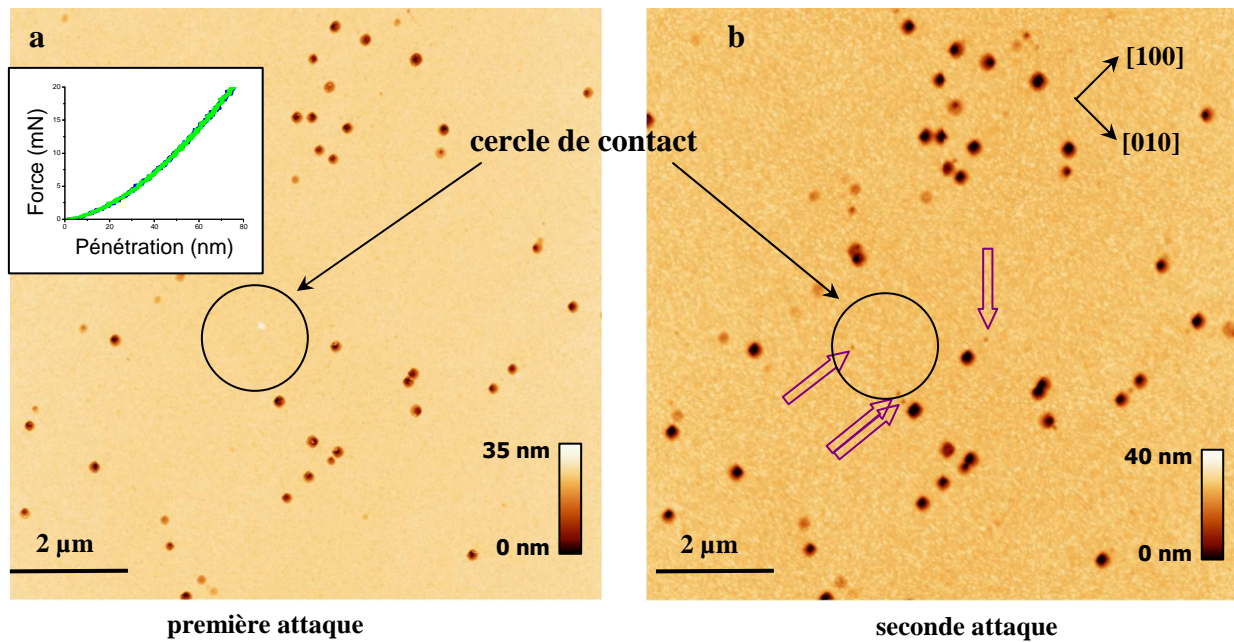 a
20
15
10
5
0
Force (mN)
0 20 40 60 80
Pénétration (nm)
cercle de contact
35 nm
0 nm
2 µm
première attaque
b
[100]
[010]
40 nm
0 nm
2 µm
seconde attaque